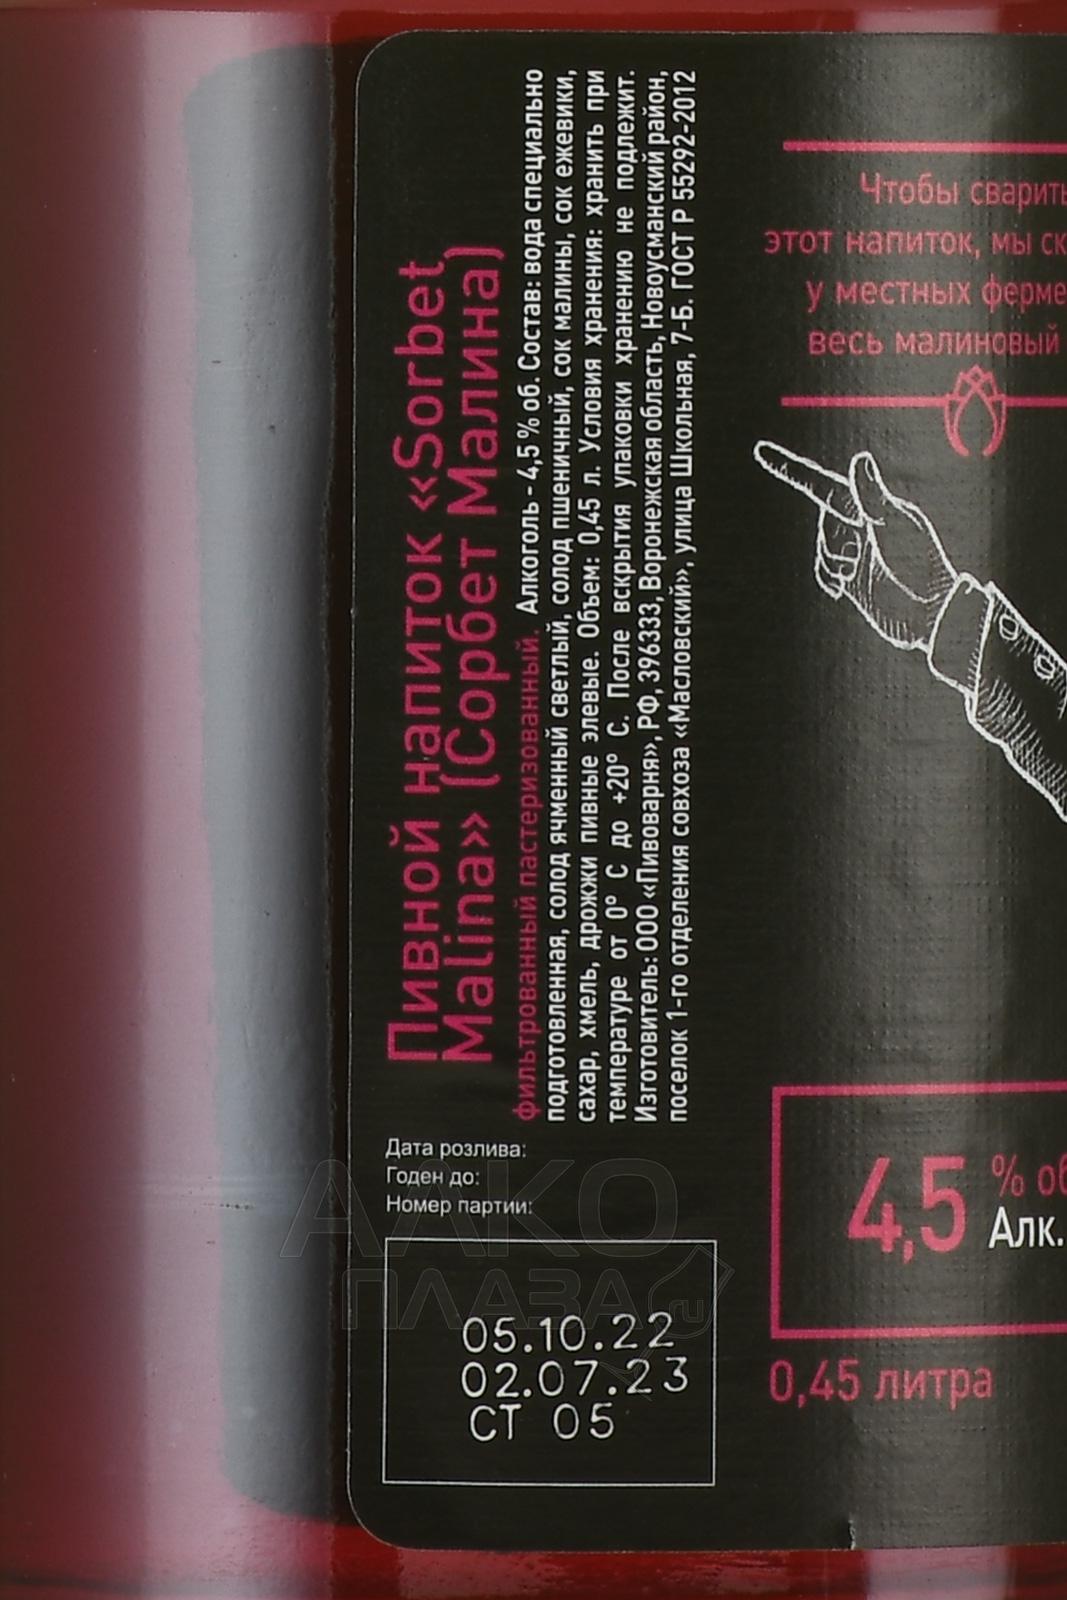 Пивной напиток «Sorbet
Malina» (Сорбет Малина)
фильтрованный пастеризованный. Алкоголь - 4,5 % об. Состав: вода специально
подготовленная, солод ячменный светлый, солод пшеничный, сок малины, сок ежевики,
сахар, хмель, дрожжи пивные элевые. Объем: 0,45 л. Условия хранения: хранить при
температуре от 0° С до +20° С. После вскрытия упаковки хранению не подлежит.
Изготовитель: ООО «Пивоварня», РФ, 396333, Воронежская область, Новоусманский район,
поселок 1-го отделения совхоза «Масловский», улица Школьная, 7-Б. ГОСТ Р 55292-2012
Дата розлива:
Годен до:
Номер партии:
05.10.22
02.07.23
СТ 05
Чтобы сварить
этот напиток, мы ск
у местных ферме
весь малиновый
4,5 % об
Алк.
0,45 литра
АЛКО
ПЛАЗА
.ru